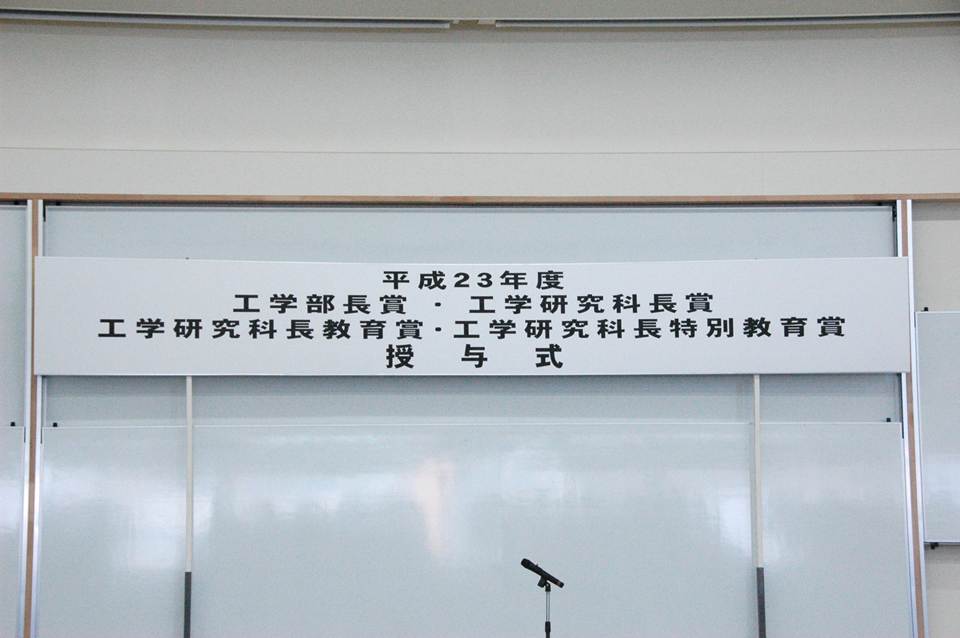 平成23年度
工学部長賞 ・ 工学研究科長賞
工学研究科長教育賞・工学研究科長特別教育賞
授与式